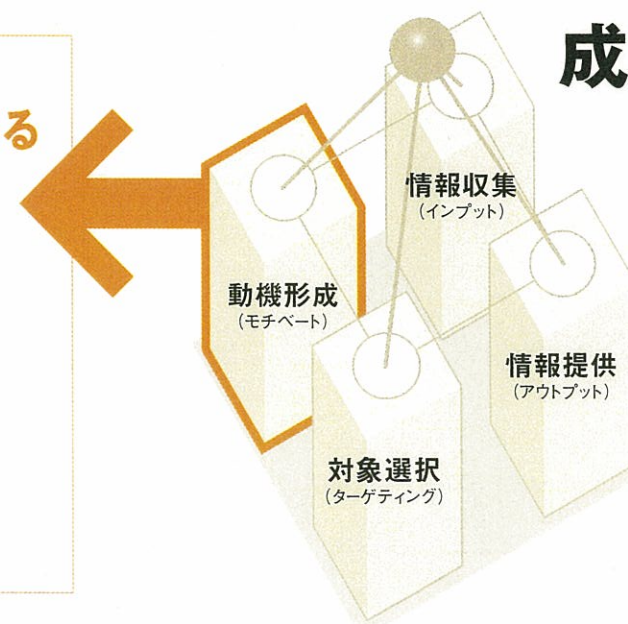 成
る
情報収集
(インプット)
動機形成
(モチベート)
情報提供
(アウトプット)
対象選択
(ターゲティング)